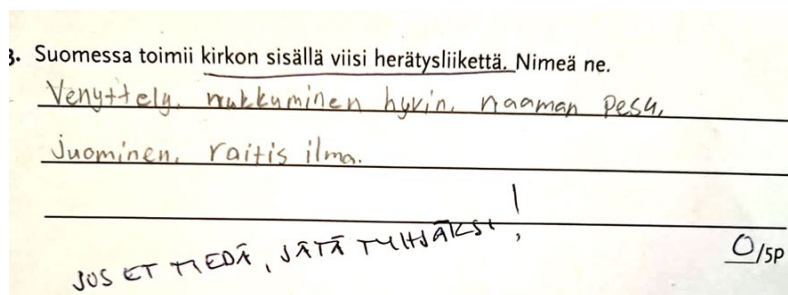 3. Suomessa toimii kirkon sisällä viisi herätysliikettä. Nimeä ne.
Venyttely, nukkuminen hyvin, naaman pesu,
juominen, raitis ilma.
JOS ET TIEDÄ, JÄTÄ TYHJÄKSI!
0/5P